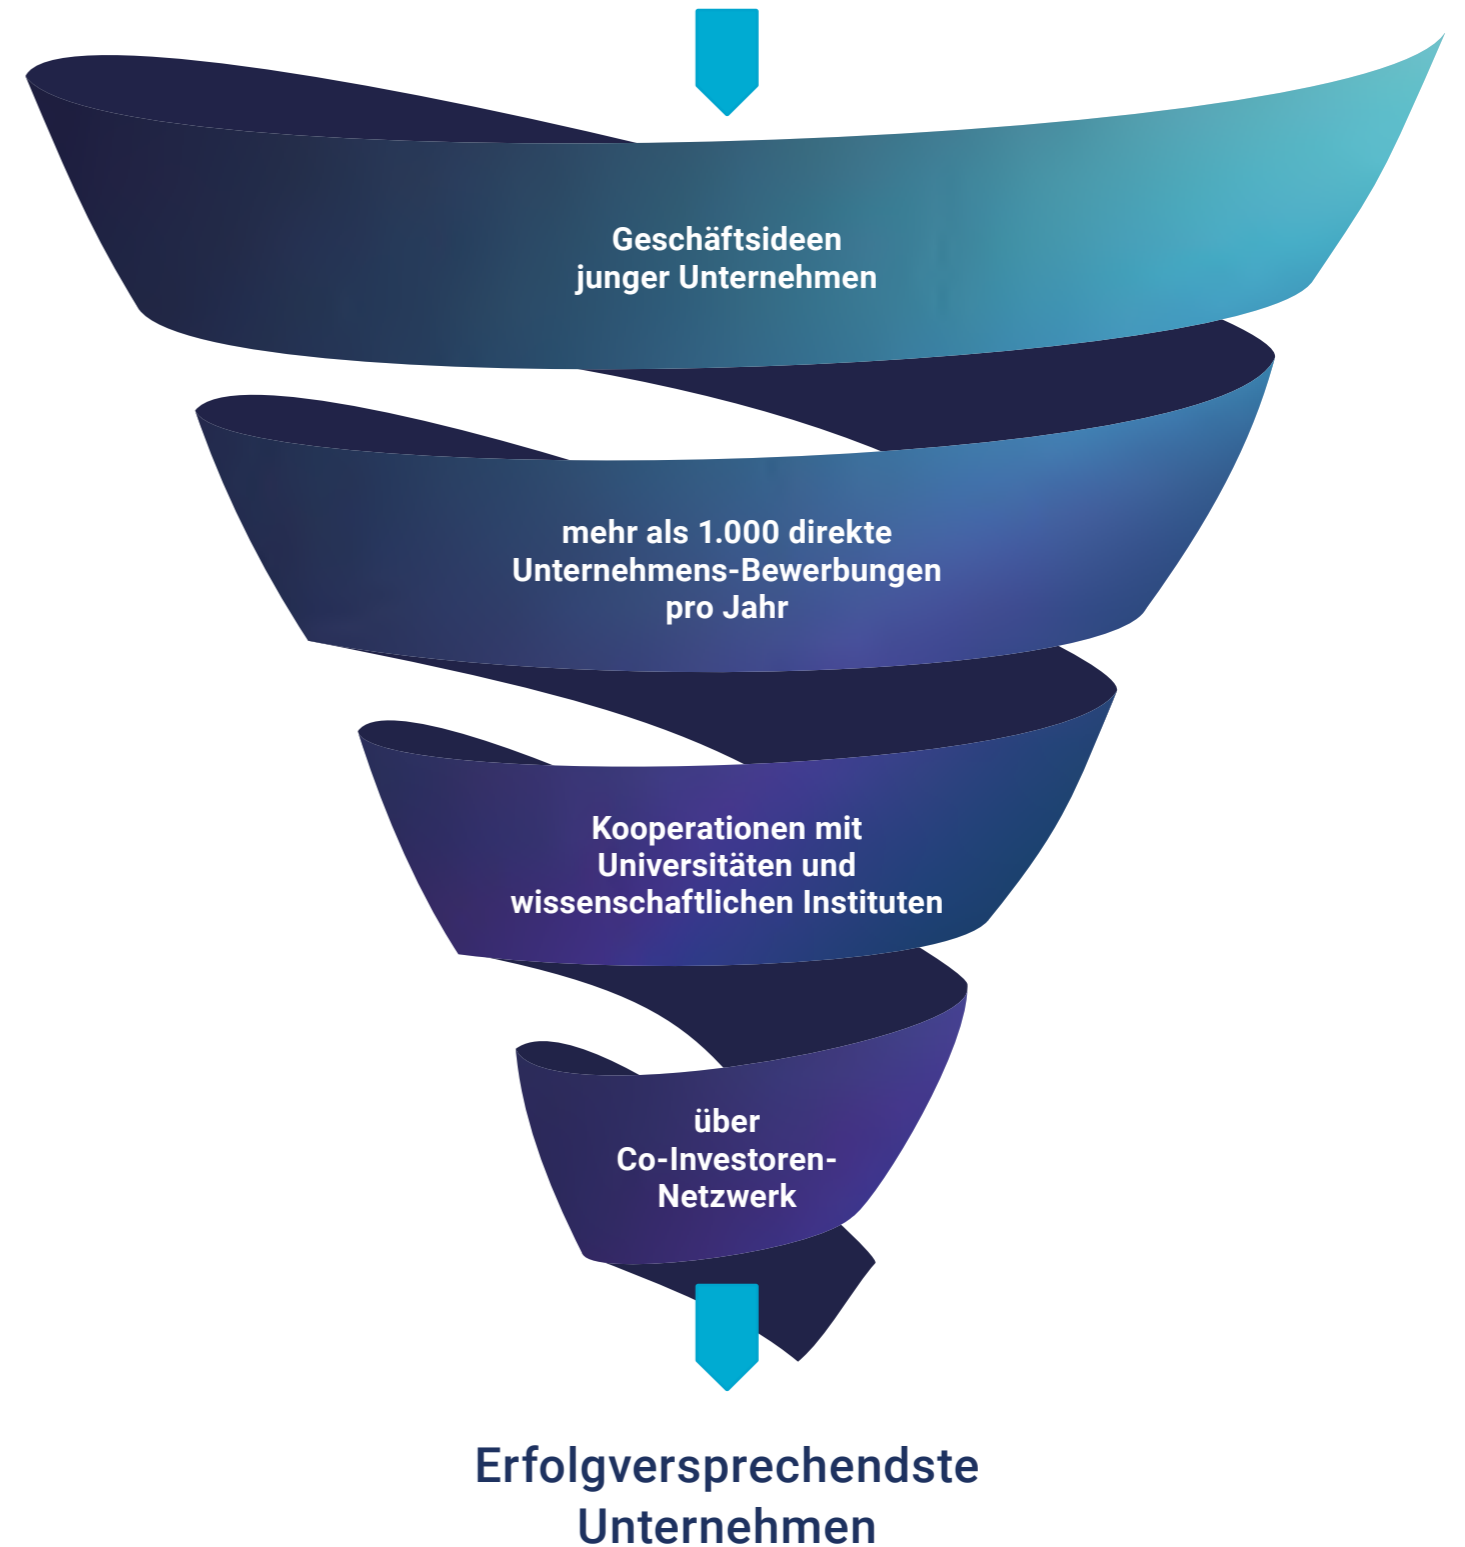 Geschäftsideen
junger Unternehmen
mehr als 1.000 direkte
Unternehmens-Bewerbungen
pro Jahr
Kooperationen mit
Universitäten und
wissenschaftlichen Instituten
über
Co-Investoren-
Netzwerk
Erfolgversprechendste
Unternehmen